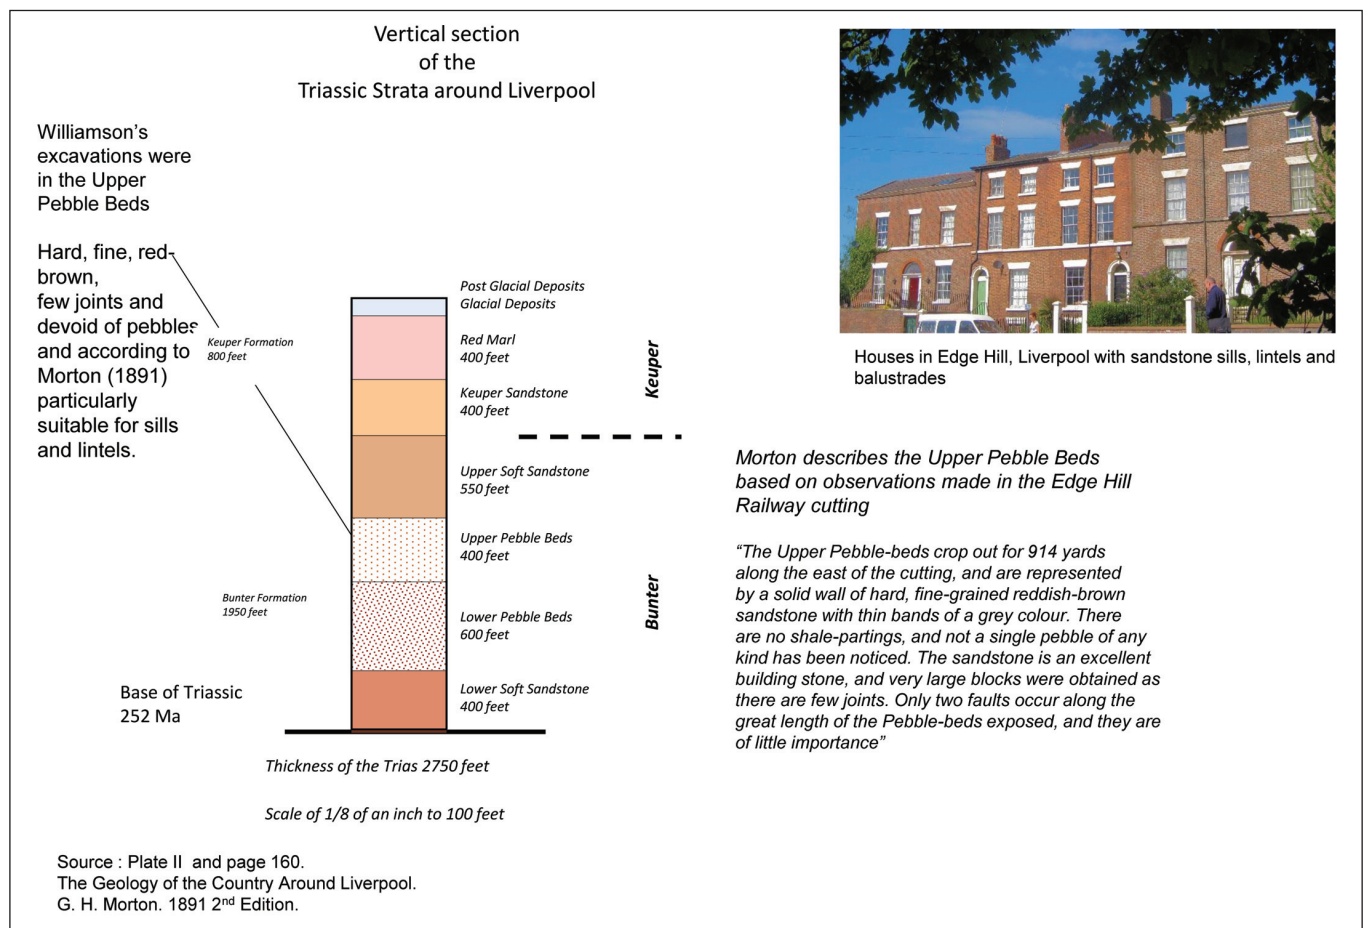 Vertical section
of the
Triassic Strata around Liverpool
Williamson’s
excavations were
in the Upper
Pebble Beds
Hard, fine, red-
brown,
few joints and
devoid of pebbles
and according to
Morton (1891)
particularly
suitable for sills
and lintels.
Keuper Formation
800 feet
Bunter Formation
1950 feet
Base of Triassic
252 Ma
Post Glacial Deposits
Glacial Deposits
Red Marl
400 feet
Keuper Sandstone
400 feet
Upper Soft Sandstone
550 feet
Upper Pebble Beds
400 feet
Lower Pebble Beds
600 feet
Lower Soft Sandstone
400 feet
Keuper
Bunter
Thickness of the Trias 2750 feet
Scale of 1/8 of an inch to 100 feet
Source : Plate II  and page 160.
The Geology of the Country Around Liverpool.
G. H. Morton. 1891 2nd Edition.
Houses in Edge Hill, Liverpool with sandstone sills, lintels and
balustrades
Morton describes the Upper Pebble Beds
based on observations made in the Edge Hill
Railway cutting
“The Upper Pebble-beds crop out for 914 yards
along the east of the cutting, and are represented
by a solid wall of hard, fine-grained reddish-brown
sandstone with thin bands of a grey colour. There
are no shale-partings, and not a single pebble of any
kind has been noticed. The sandstone is an excellent
building stone, and very large blocks were obtained as
there are few joints. Only two faults occur along the
great length of the Pebble-beds exposed, and they are
of little importance”